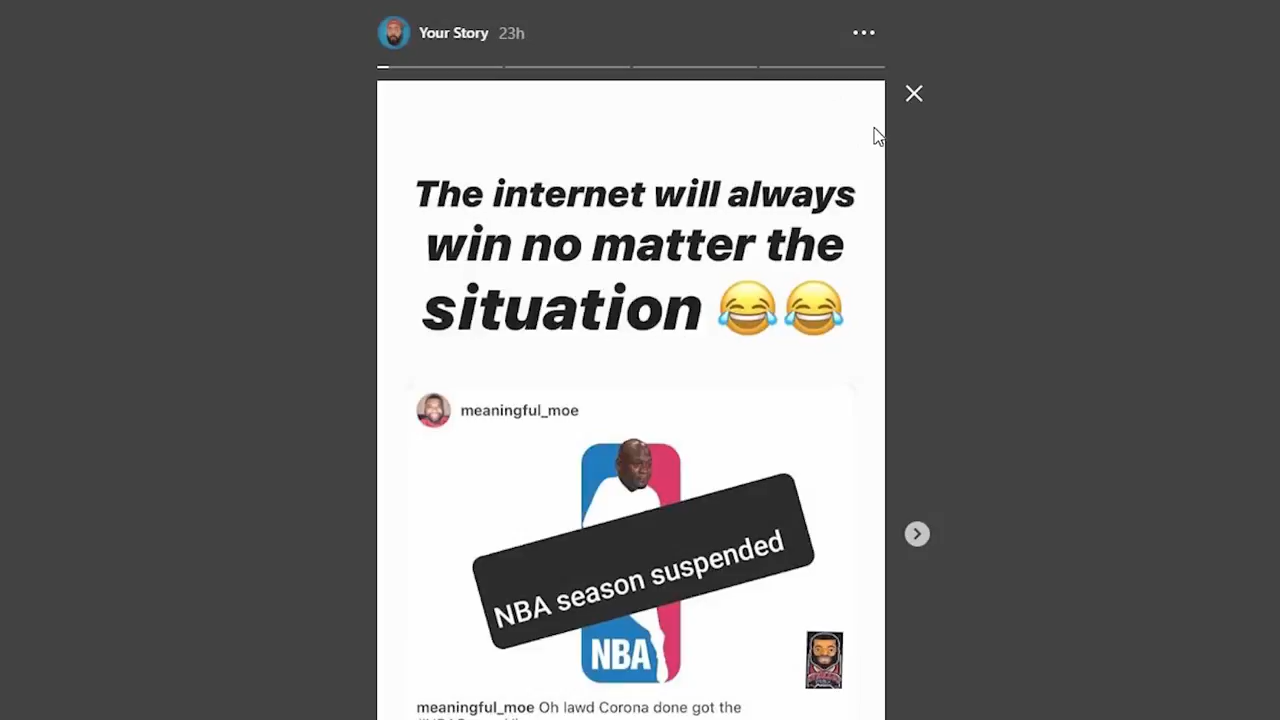 Your Story 23h
The internet will always
win no matter the
situation 😂😂
meaningful_moe
NBA season suspended
NBA
meaningful_moe Oh lawd Corona done got the